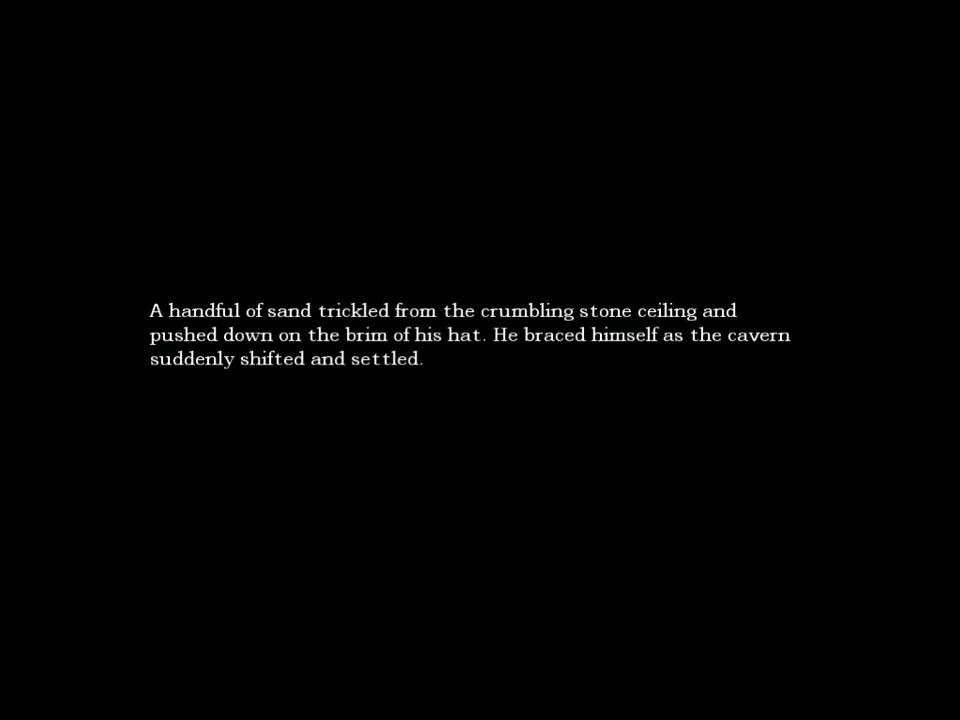 A handful of sand trickled from the crumbling stone ceiling and
pushed down on the brim of his hat. He braced himself as the cavern
suddenly shifted and settled.